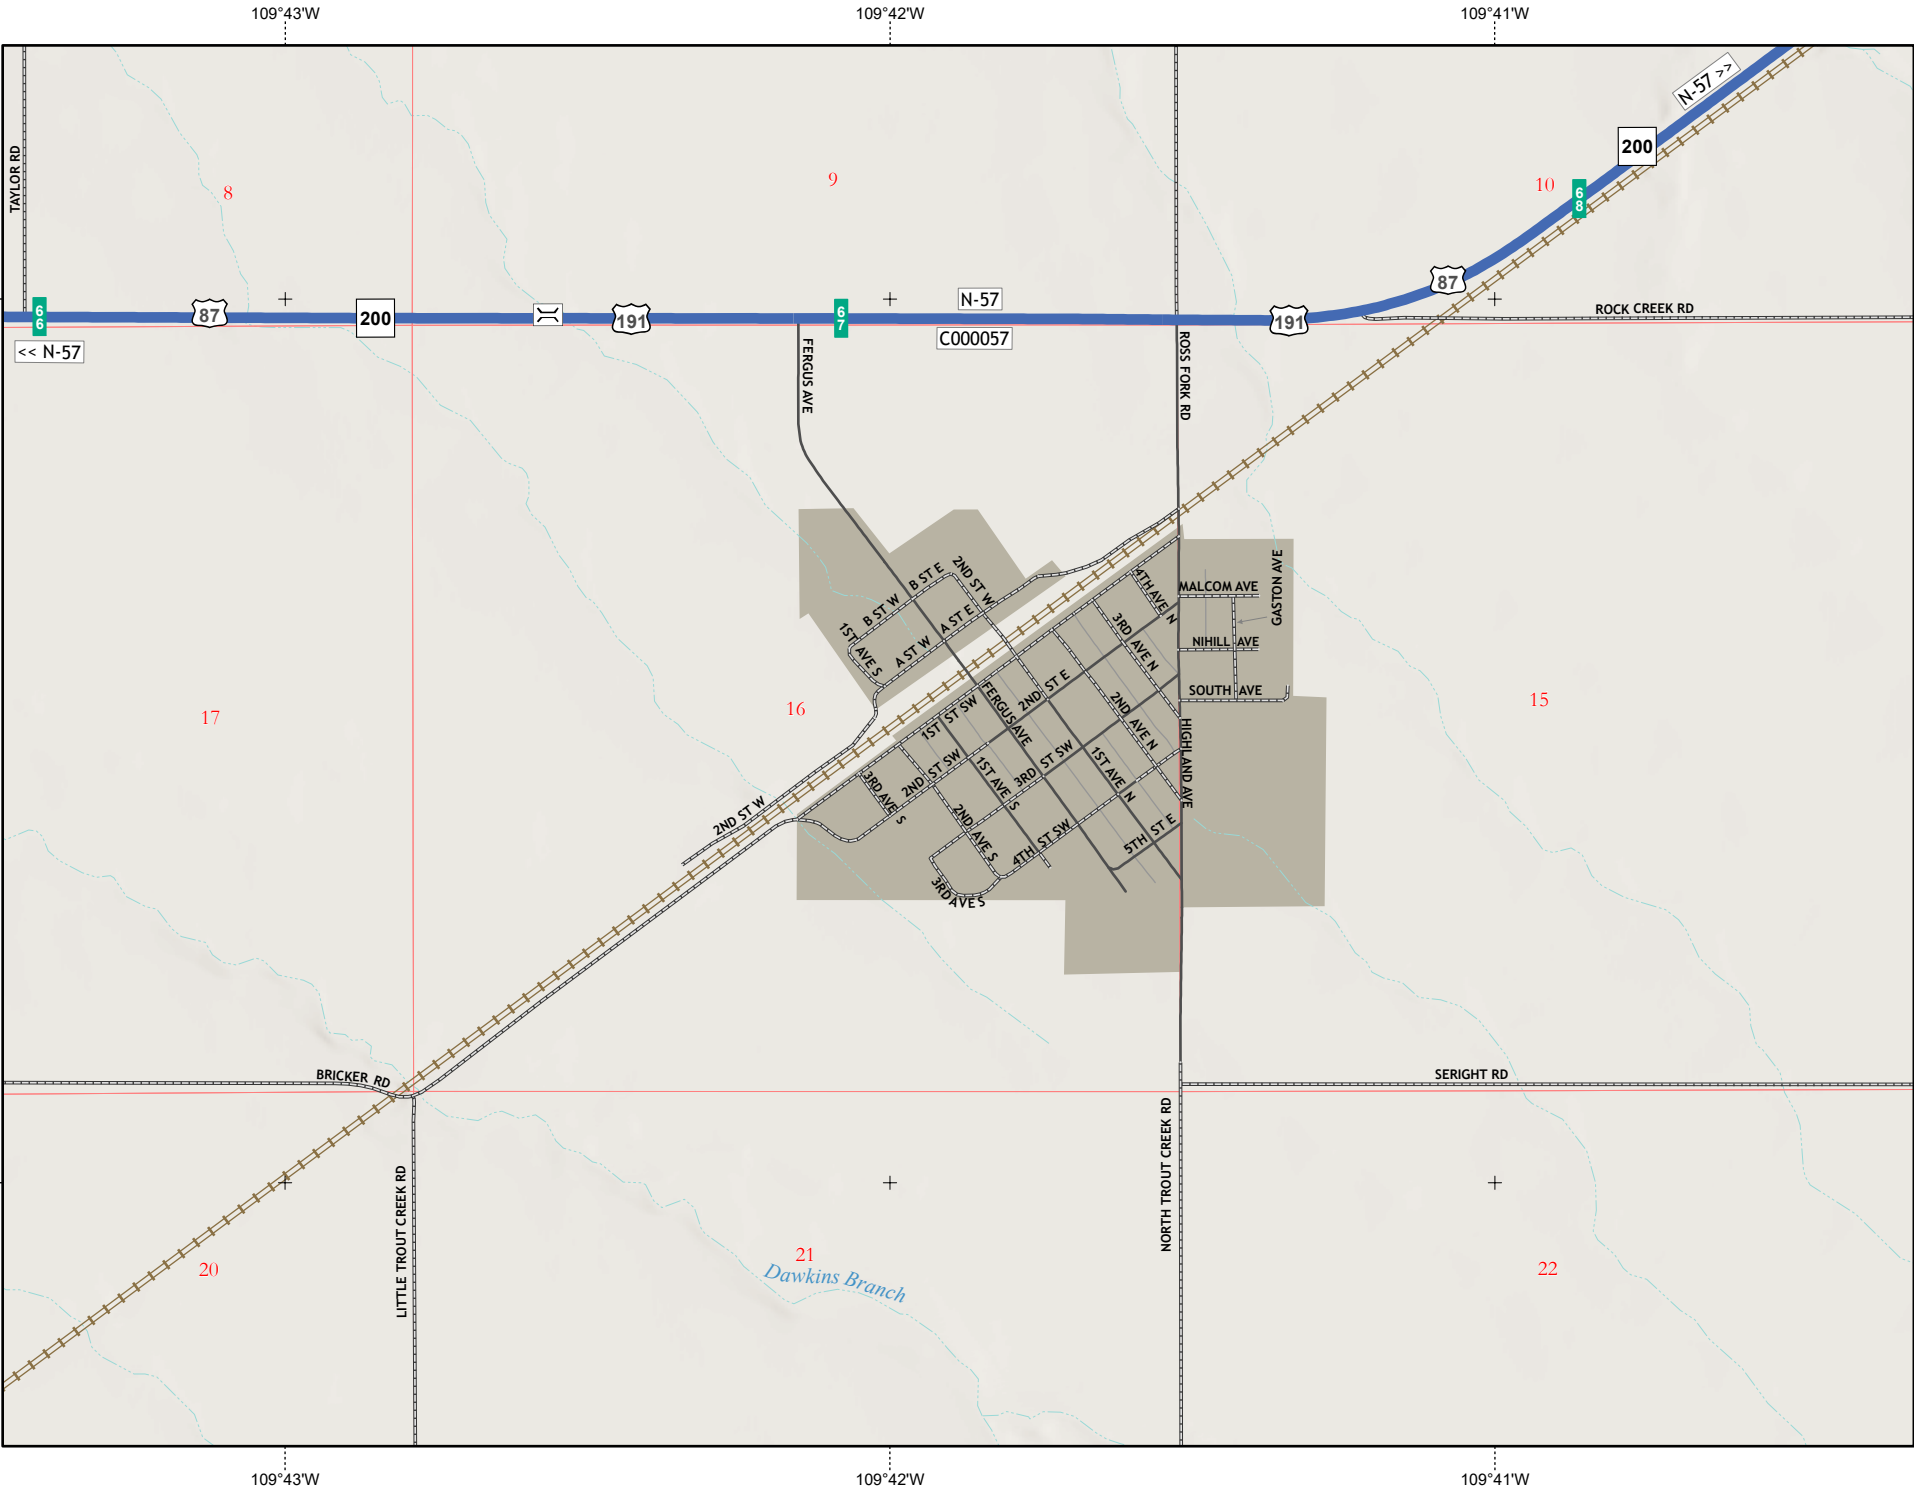 109°43'W
109°42'W
109°41'W
N-57 >>
200
TAYLOR RD
8
9
10
68
87
66
87
200
191
67
N-57
191
ROCK CREEK RD
<< N-57
C000057
FERGUS AVE
ROSS FORK RD
B ST E
2ND ST W
4TH AVE N
MALCOM AVE
GASTON AVE
B ST W
A ST E
1ST AVE S
A ST W
3RD AVE N
NIHILL AVE
2ND ST E
SOUTH AVE
17
16
15
1ST ST SW
FERGUS AVE
2ND AVE N
HIGHLAND AVE
3RD AVE S
2ND ST SW
1ST AVE S
3RD ST SW
1ST AVE N
2ND ST W
2ND AVE S
4TH ST SW
5TH ST E
3RD AVE S
BRICKER RD
SERIGHT RD
LITTLE TROUT CREEK RD
NORTH TROUT CREEK RD
20
21
22
Dawkins Branch
109°43'W
109°42'W
109°41'W